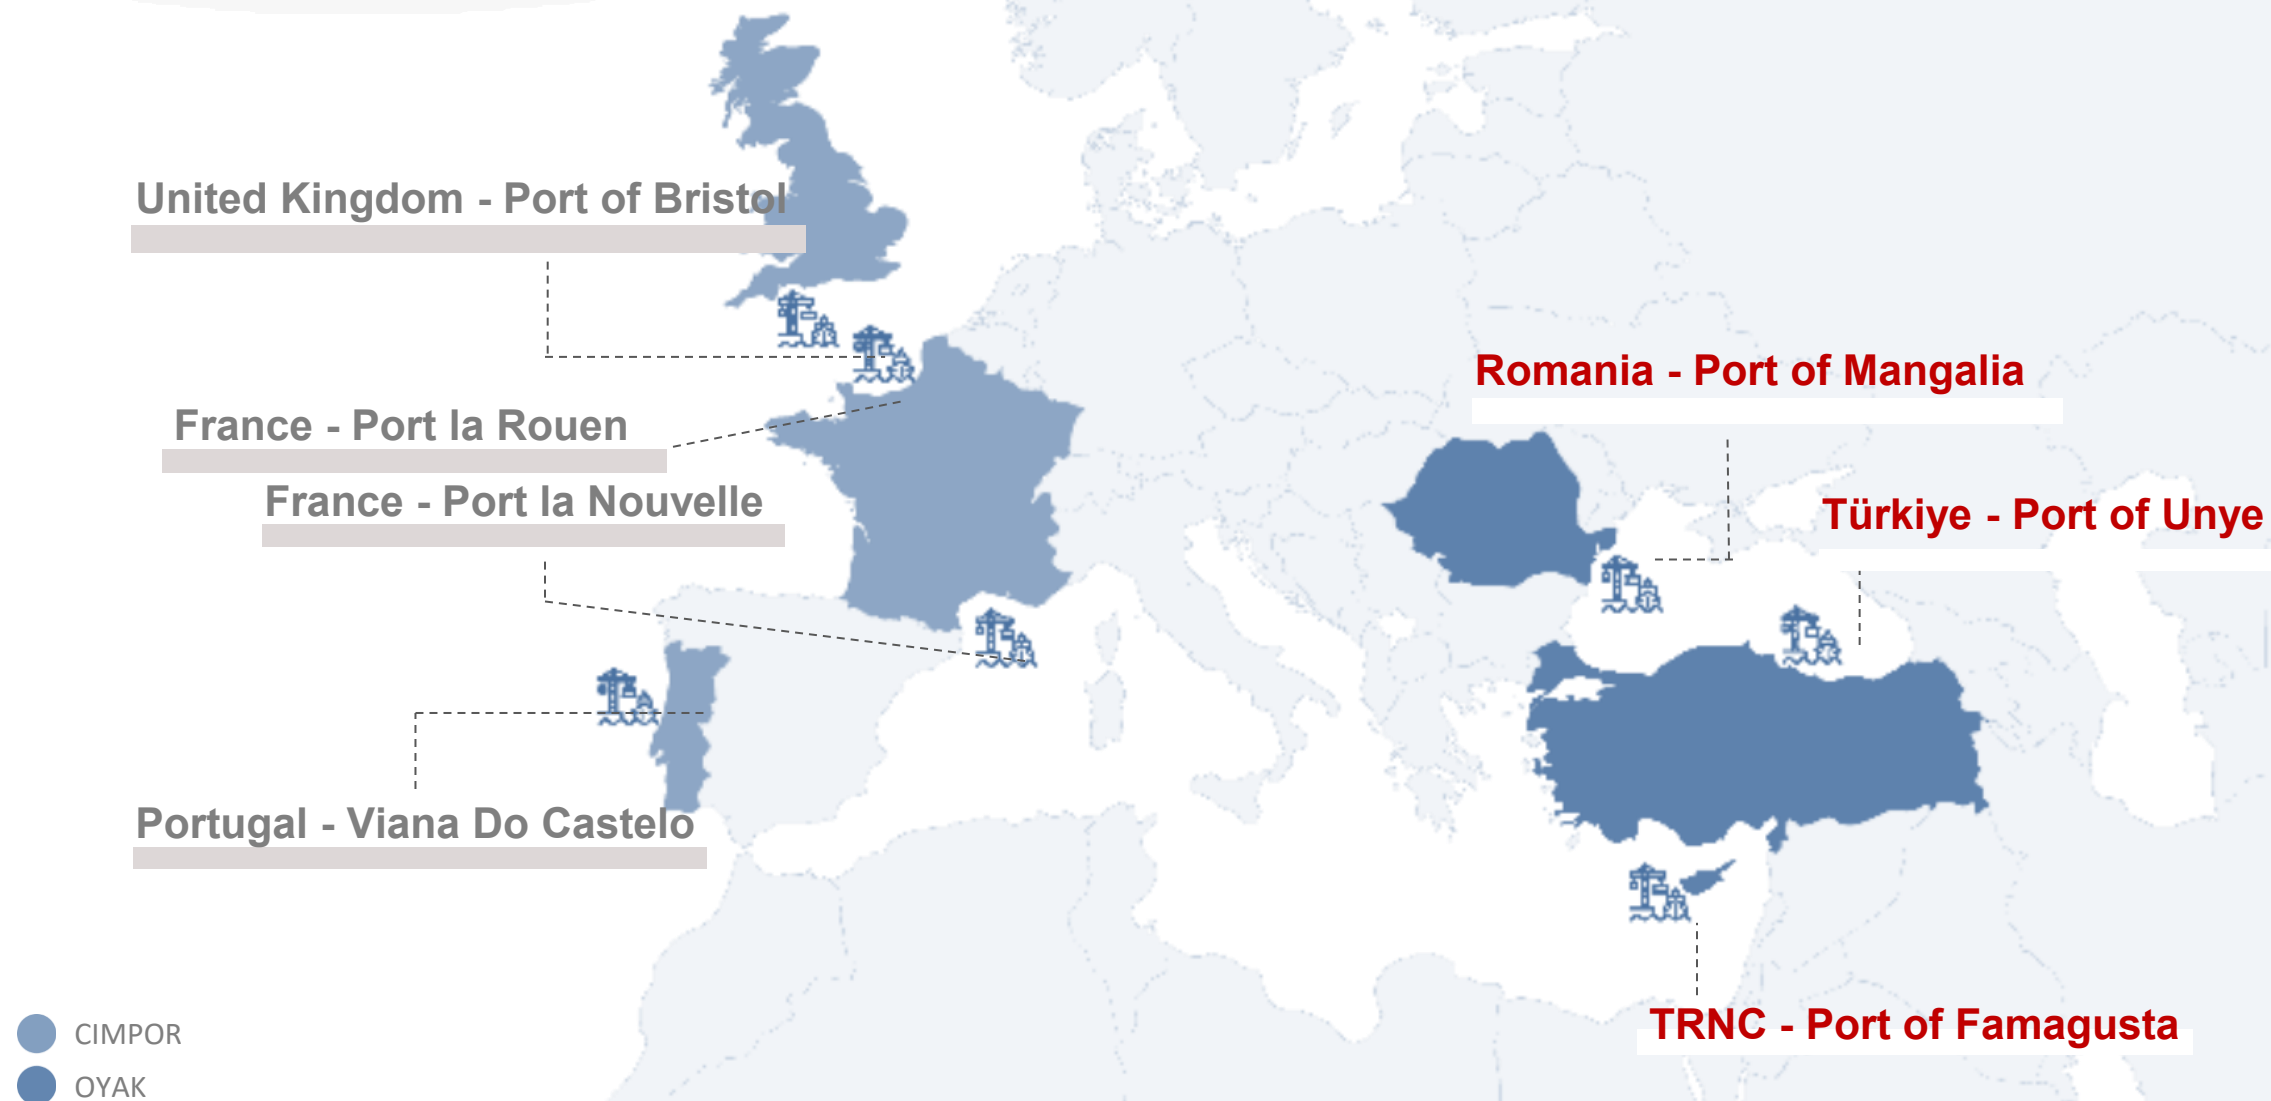 United Kingdom - Port of Bristol
Romania - Port of Mangalia
France - Port la Rouen
France - Port la Nouvelle
Türkiye - Port of Unye
Portugal - Viana Do Castelo
TRNC - Port of Famagusta
CIMPOR
OYAK